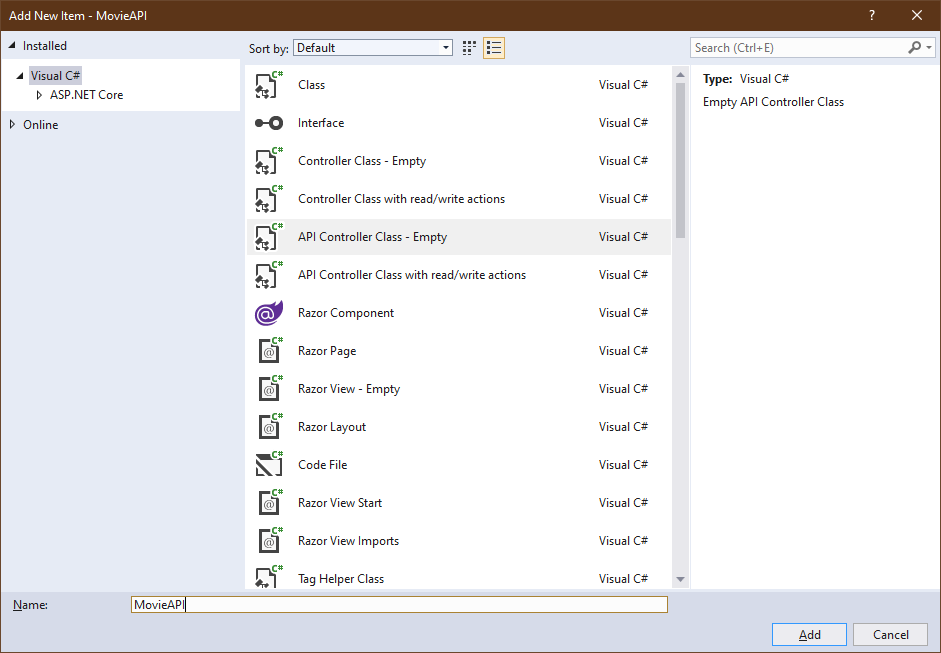 Add New Item - MovieAPI
?
Installed
Visual C#
ASP.NET Core
Online
Sort by: Default
Search (Ctrl+E)
Class Visual C#
Interface Visual C#
Controller Class - Empty Visual C#
Controller Class with read/write actions Visual C#
API Controller Class - Empty Visual C#
API Controller Class with read/write actions Visual C#
Razor Component Visual C#
Razor Page Visual C#
Razor View - Empty Visual C#
Razor Layout Visual C#
Code File Visual C#
Razor View Start Visual C#
Razor View Imports Visual C#
Tag Helper Class Visual C#
Type: Visual C#
Empty API Controller Class
Name: MovieAPI
Add Cancel